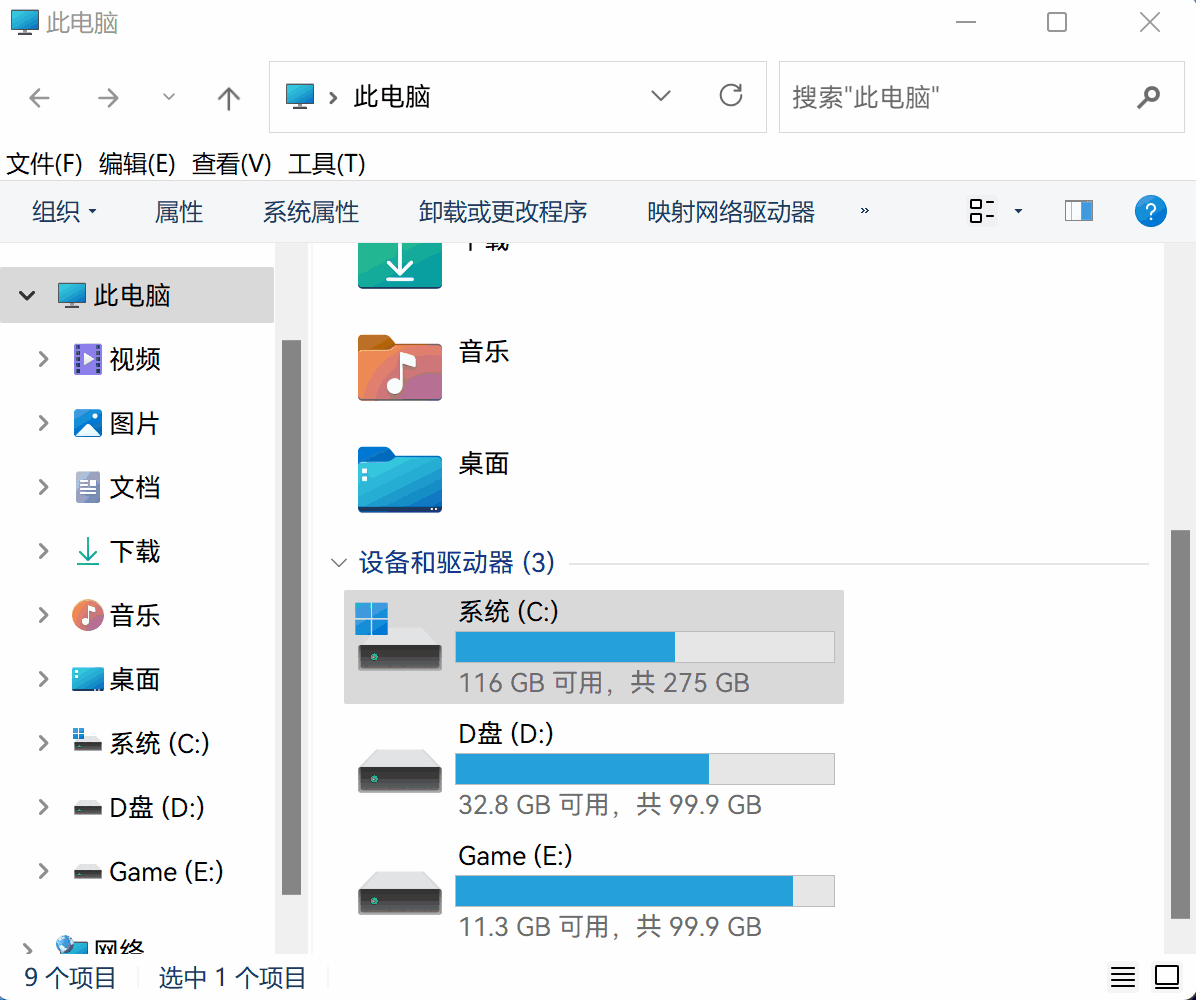 此电脑
此电脑
搜索"此电脑"
文件(F) 编辑(E) 查看(V) 工具(T)
组织 属性 系统属性 卸载或更改程序 映射网络驱动器 »
此电脑
视频
图片
文档
下载
音乐
桌面
系统 (C:)
D盘 (D:)
Game (E:)
网络
下载
音乐
桌面
设备和驱动器 (3)
系统 (C:)
116 GB 可用，共 275 GB
D盘 (D:)
32.8 GB 可用，共 99.9 GB
Game (E:)
11.3 GB 可用，共 99.9 GB
9 个项目 选中 1 个项目